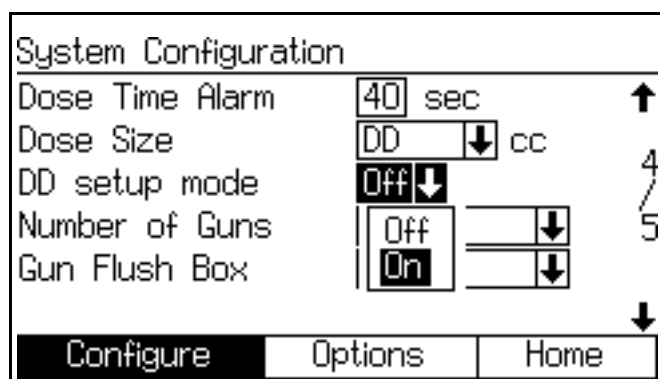 System Configuration
Dose Time Alarm 40 sec
Dose Size DD cc
DD setup mode Off
Number of Guns Off
Gun Flush Box On
4/5
Configure Options Home